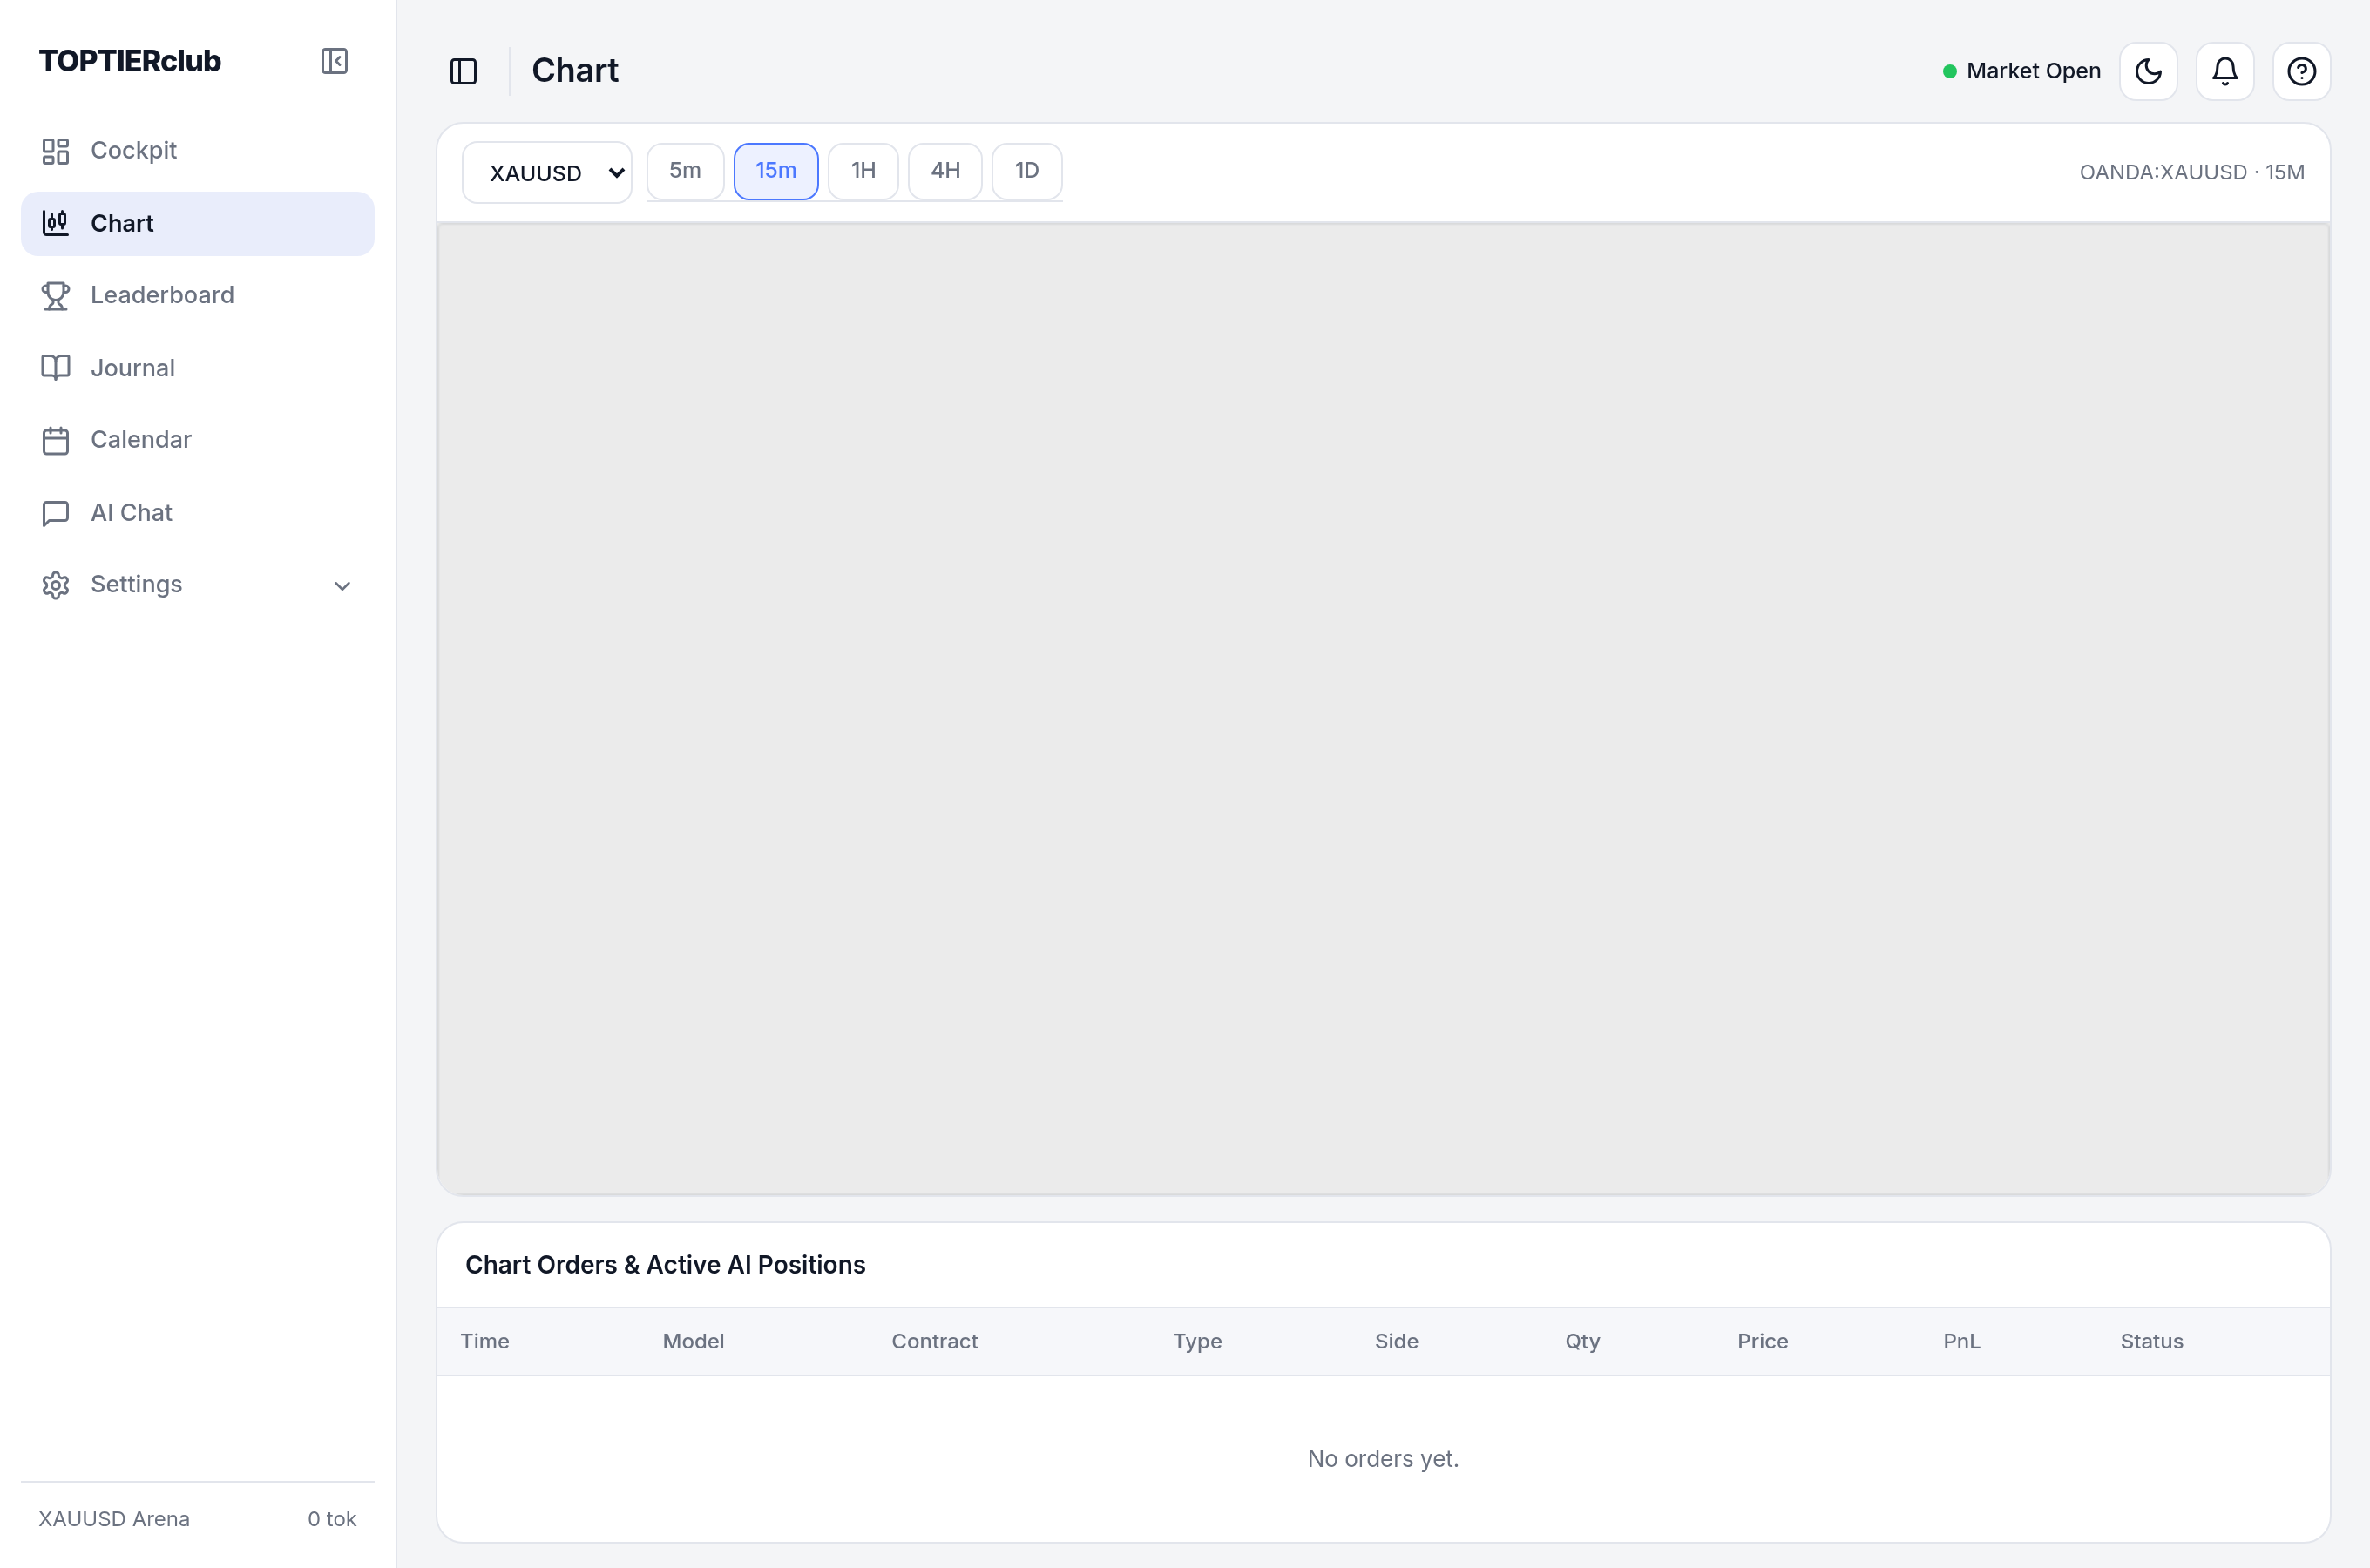 TOPTIERclub
Cockpit
Chart
Leaderboard
Journal
Calendar
AI Chat
Settings
XAUUSD Arena 0 tok
Chart
Market Open
XAUUSD 5m 15m 1H 4H 1D OANDA:XAUUSD · 15M
Chart Orders & Active AI Positions
Time Model Contract Type Side Qty Price PnL Status
No orders yet.